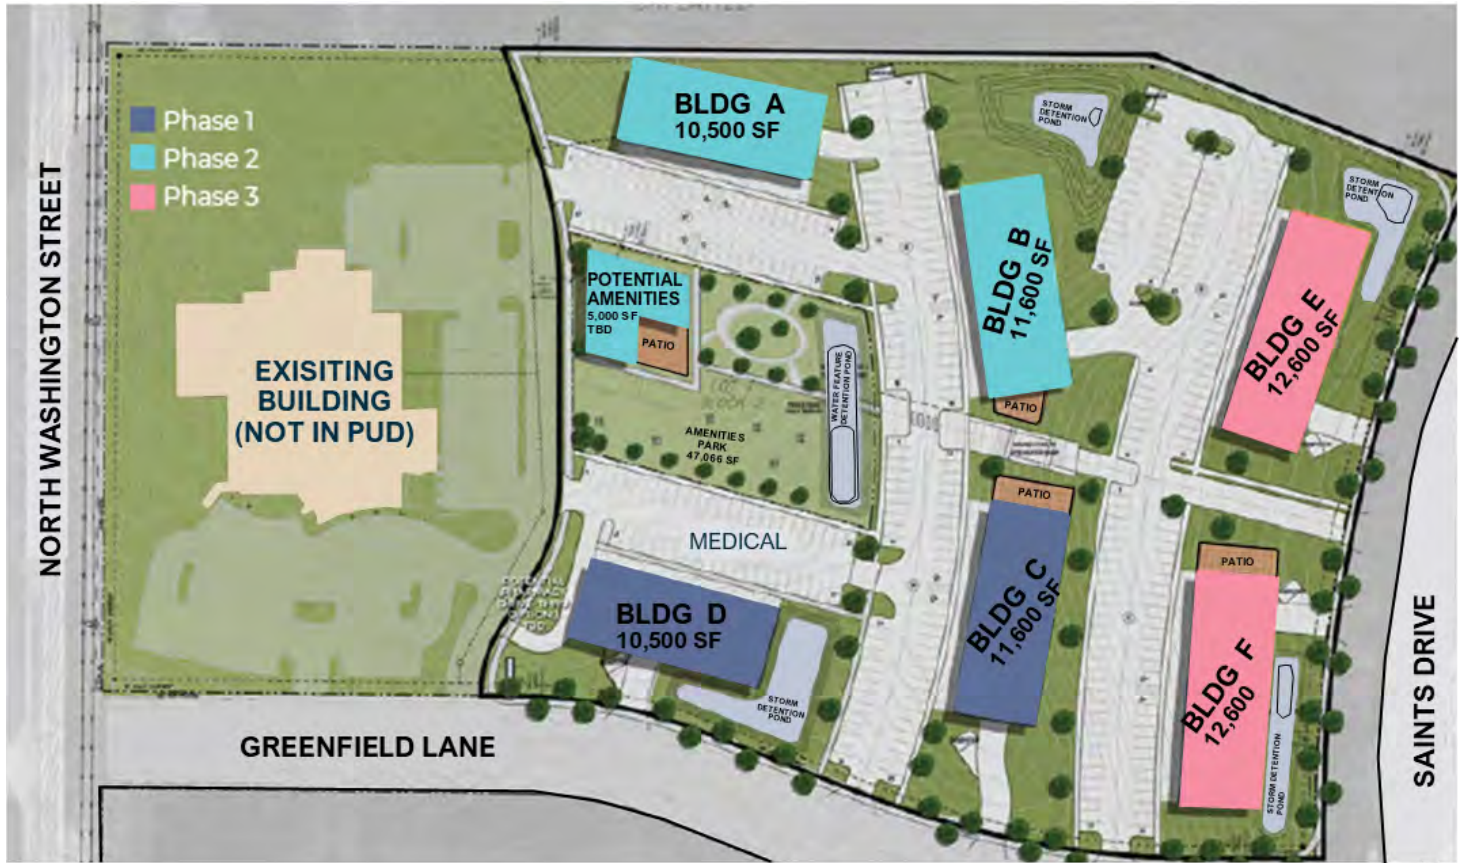 Phase 1
Phase 2
Phase 3
NORTH WASHINGTON STREET
EXISITING
BUILDING
(NOT IN PUD)
BLDG A
10,500 SF
POTENTIAL
AMENITIES
5,000 SF
TBD
PATIO
AMENITIES
PARK
47,066 SF
WATER FEATURE
DETENTION POND
BLDG B
11,600 SF
PATIO
STORM
DETENTION
POND
STORM
DETENTION
POND
BLDG E
12,600 SF
MEDICAL
BLDG D
10,500 SF
STORM
DETENTION
POND
PATIO
BLDG C
11,600 SF
PATIO
BLDG F
12,600
STORM DETENTION
POND
GREENFIELD LANE
SAINTS DRIVE